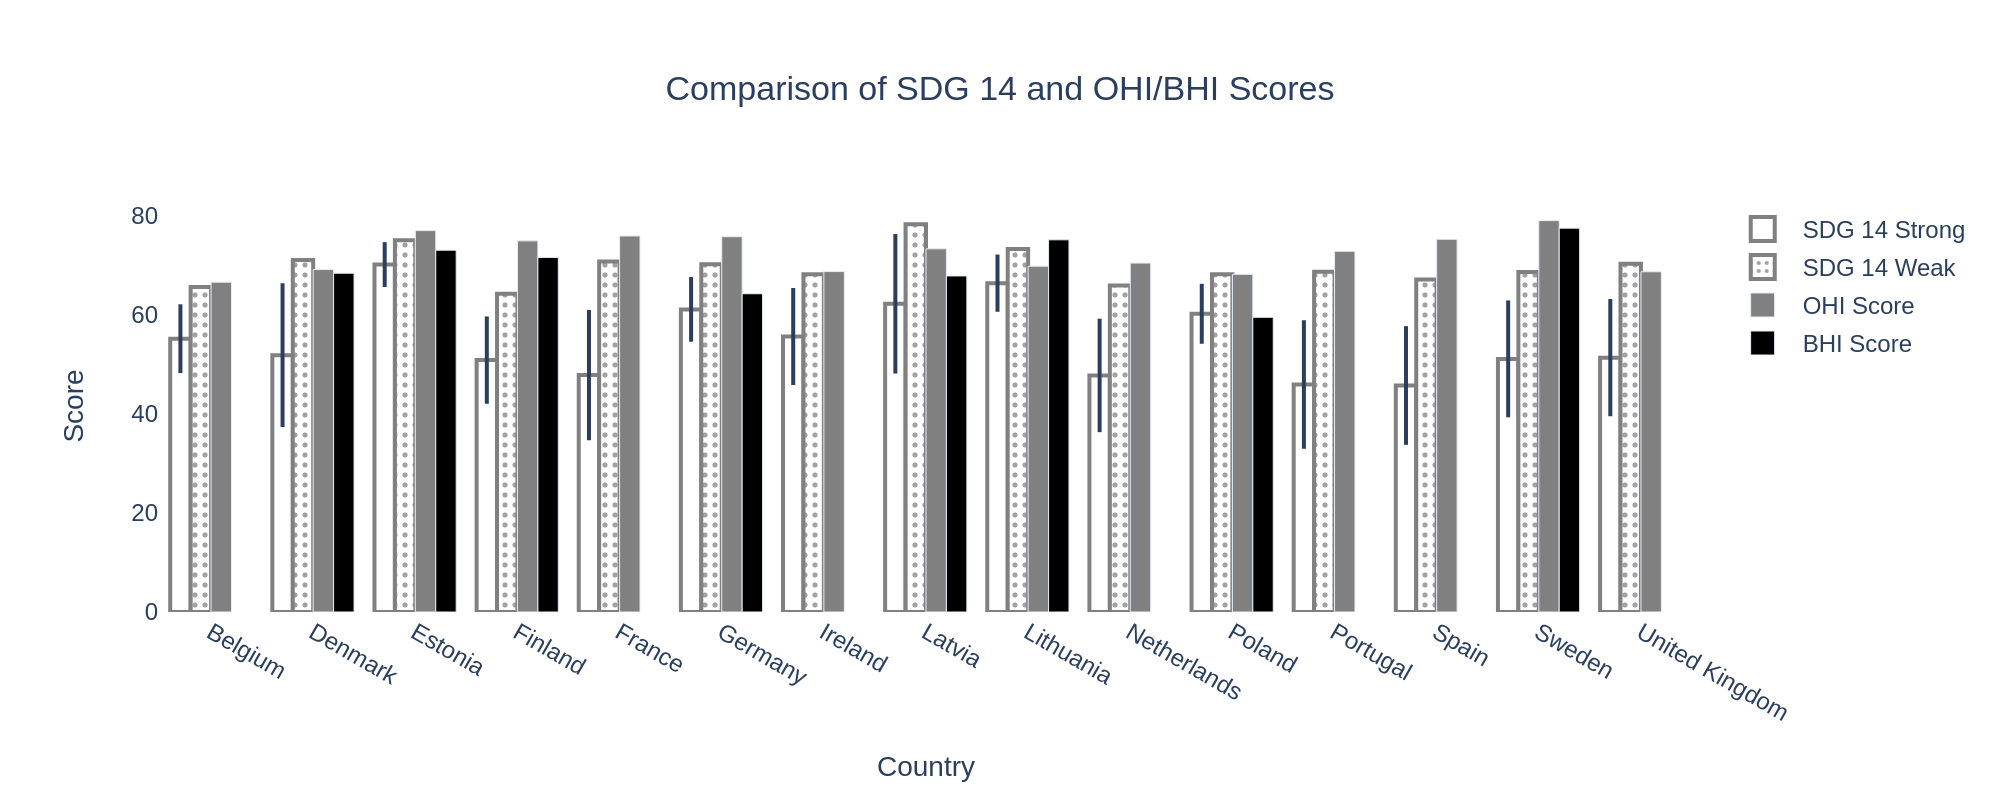 Comparison of SDG 14 and OHI/BHI Scores
80
60
40
20
0
Score
SDG 14 Strong
SDG 14 Weak
OHI Score
BHI Score
Belgium
Denmark
Estonia
Finland
France
Germany
Ireland
Latvia
Lithuania
Netherlands
Poland
Portugal
Spain
Sweden
United Kingdom
Country